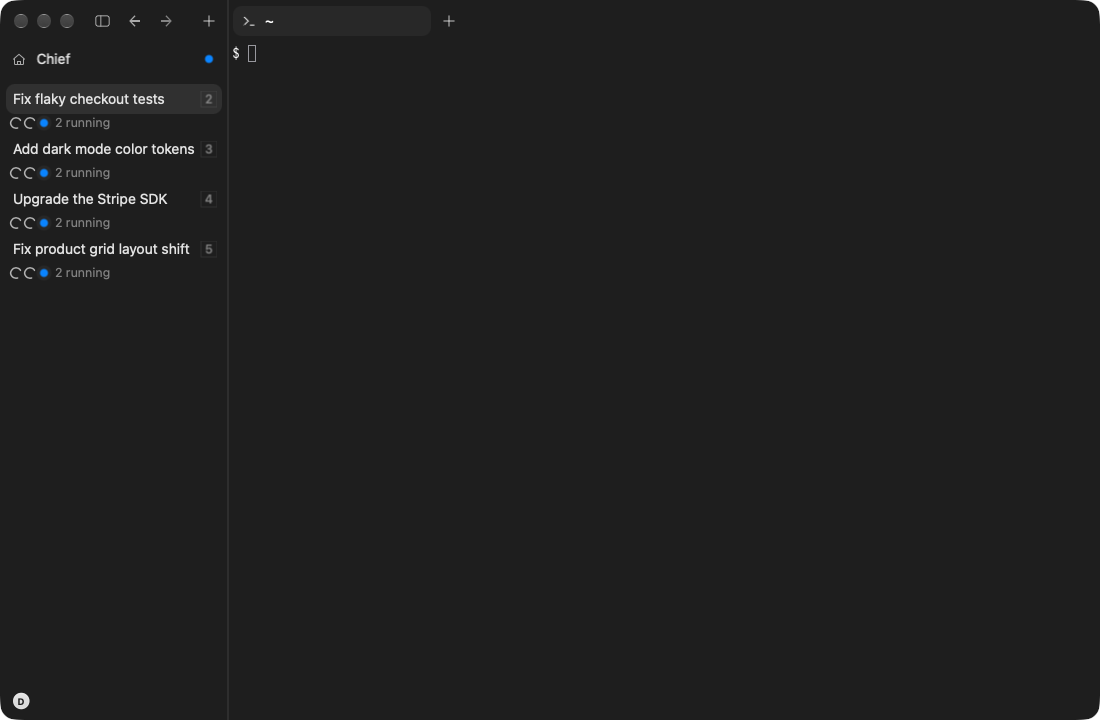 ~
Chief
$
Fix flaky checkout tests 2
2 running
Add dark mode color tokens 3
2 running
Upgrade the Stripe SDK 4
2 running
Fix product grid layout shift 5
2 running
D